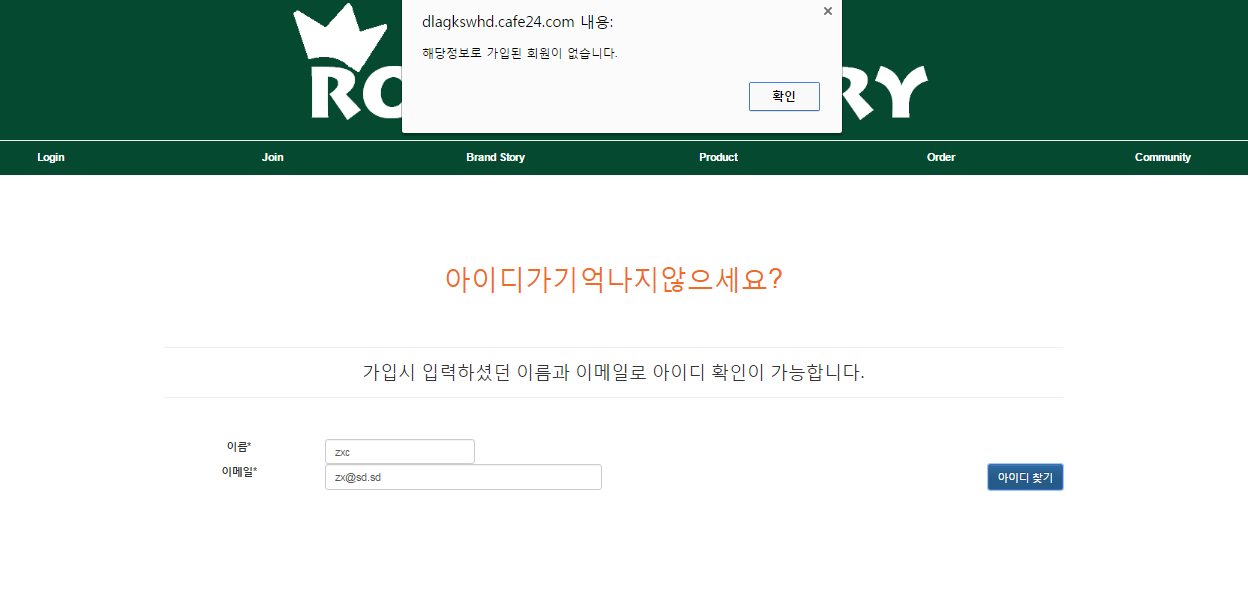 dlagkswhd.cafe24.com 내용:
해당정보로 가입된 회원이 없습니다.
확인
Login Join Brand Story Product Order Community
아이디가기억나지않으세요?
가입시 입력하셨던 이름과 이메일로 아이디 확인이 가능합니다.
이름* zxc
이메일* zx@sd.sd 아이디 찾기